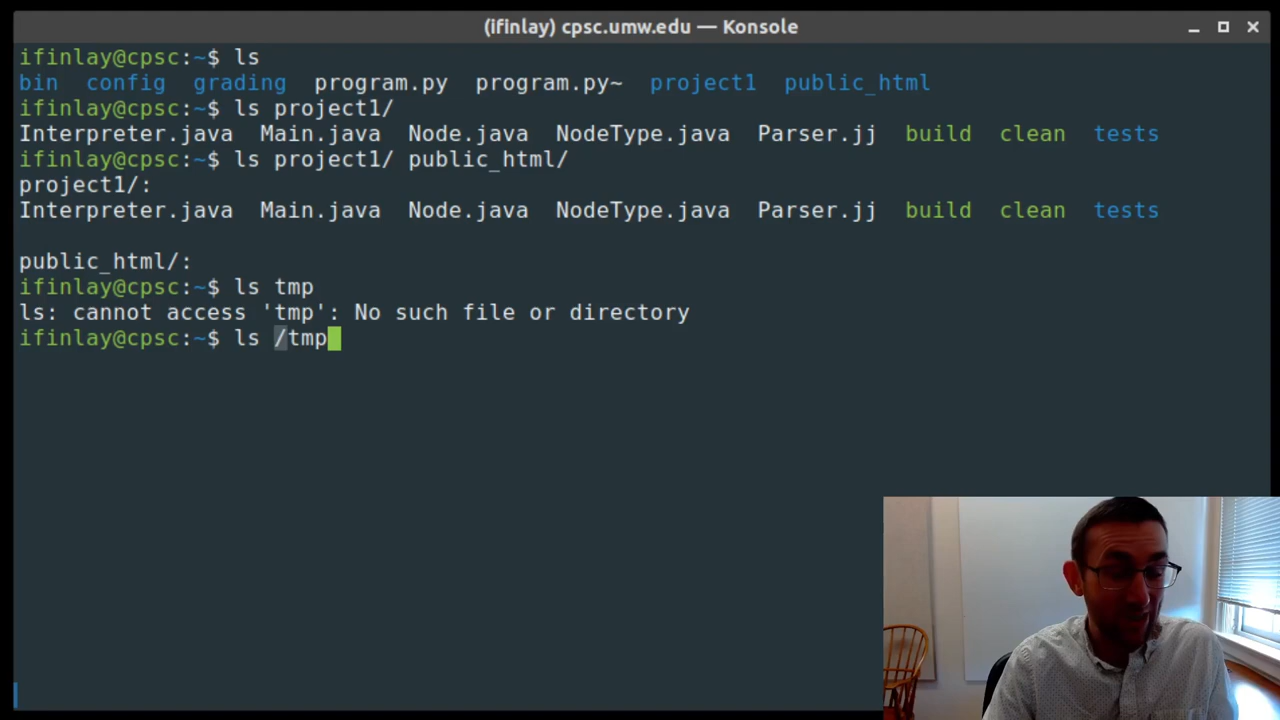 (ifinlay) cpsc.umw.edu — Konsole
ifinlay@cpsc:~$ ls
bin  config  grading  program.py  program.py~  project1  public_html
ifinlay@cpsc:~$ ls project1/
Interpreter.java  Main.java  Node.java  NodeType.java  Parser.jj  build  clean  tests
ifinlay@cpsc:~$ ls project1/ public_html/
project1/:
Interpreter.java  Main.java  Node.java  NodeType.java  Parser.jj  build  clean  tests
public_html/:
ifinlay@cpsc:~$ ls tmp
ls: cannot access 'tmp': No such file or directory
ifinlay@cpsc:~$ ls /tmp